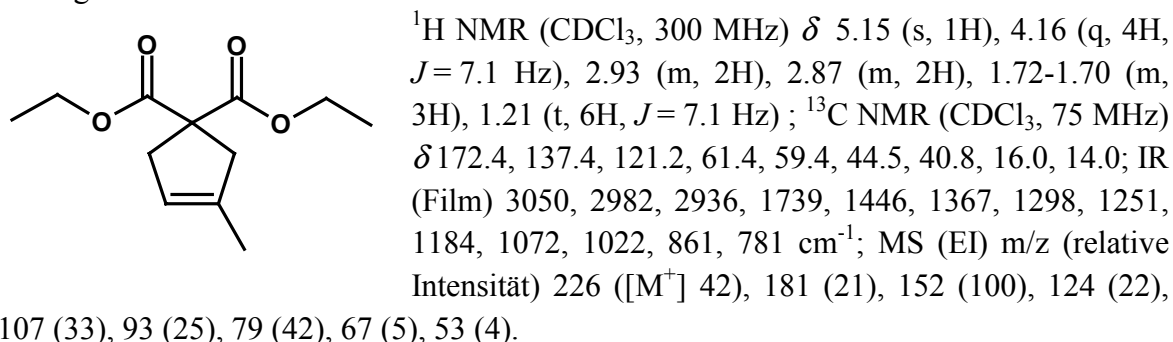 O O
O O
¹H NMR (CDCl₃, 300 MHz) δ 5.15 (s, 1H), 4.16 (q, 4H,
J = 7.1 Hz), 2.93 (m, 2H), 2.87 (m, 2H), 1.72-1.70 (m,
3H), 1.21 (t, 6H, J = 7.1 Hz) ; ¹³C NMR (CDCl₃, 75 MHz)
δ 172.4, 137.4, 121.2, 61.4, 59.4, 44.5, 40.8, 16.0, 14.0; IR
(Film) 3050, 2982, 2936, 1739, 1446, 1367, 1298, 1251,
1184, 1072, 1022, 861, 781 cm⁻¹; MS (EI) m/z (relative
Intensität) 226 ([M⁺] 42), 181 (21), 152 (100), 124 (22),
107 (33), 93 (25), 79 (42), 67 (5), 53 (4).